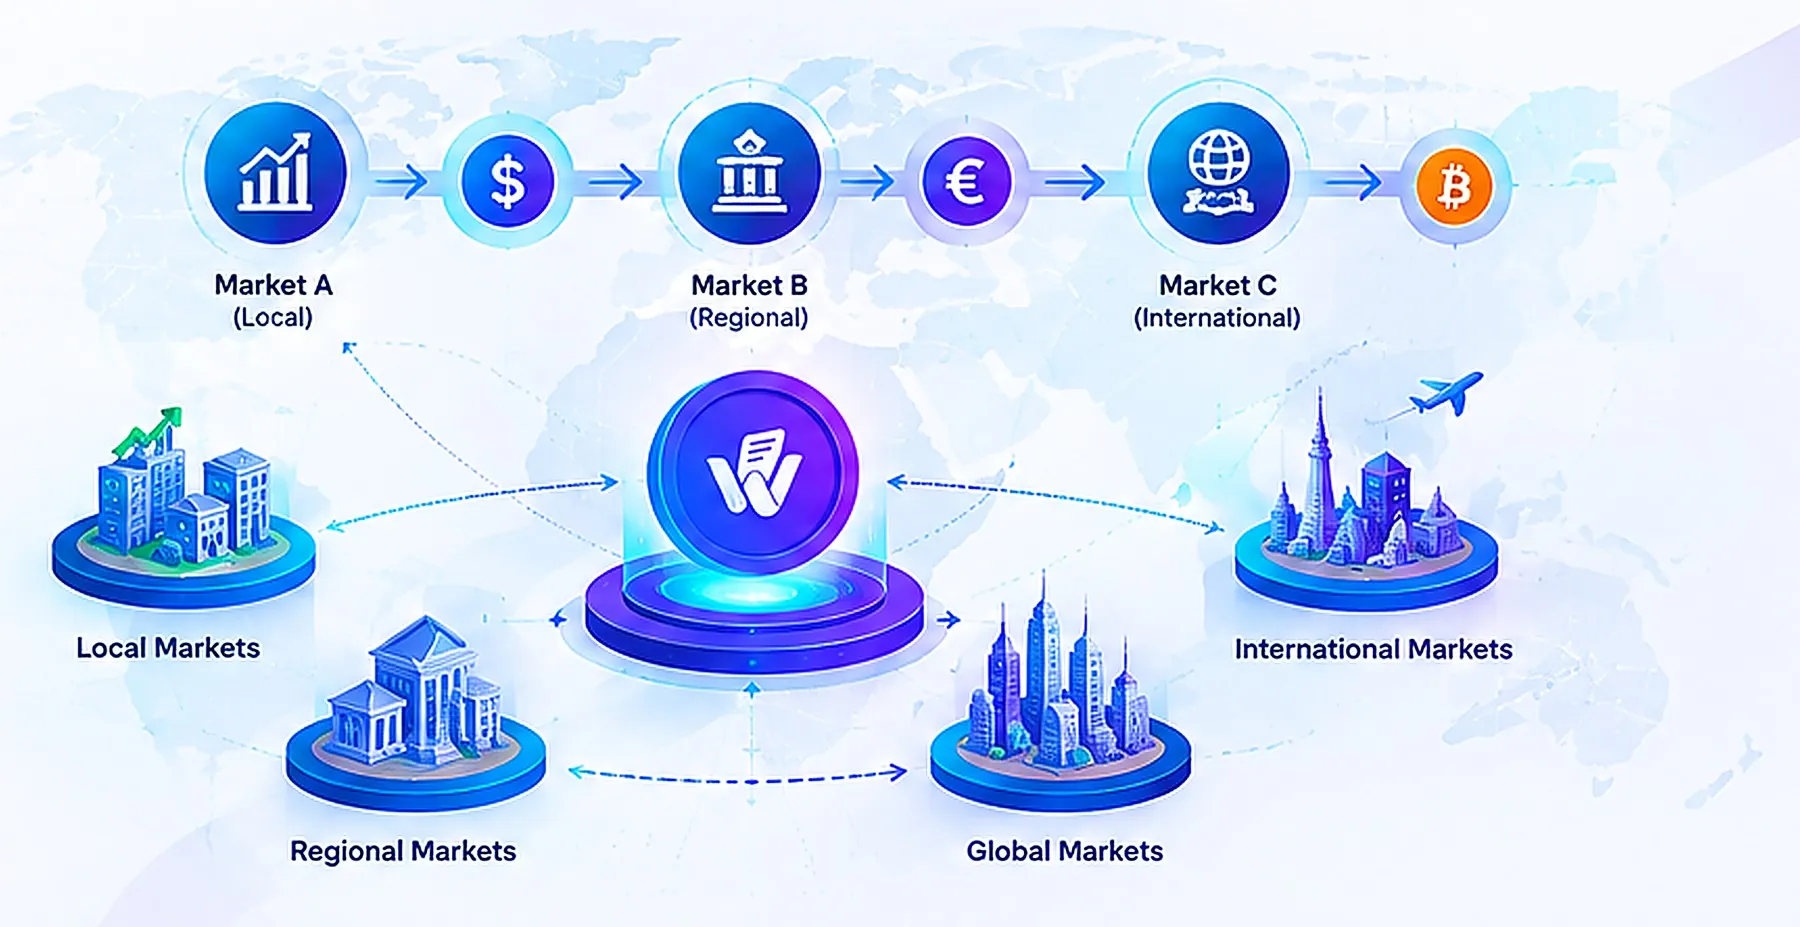 $
€
₿
Market A
(Local)
Market B
(Regional)
Market C
(International)
Local Markets
International Markets
Regional Markets
Global Markets